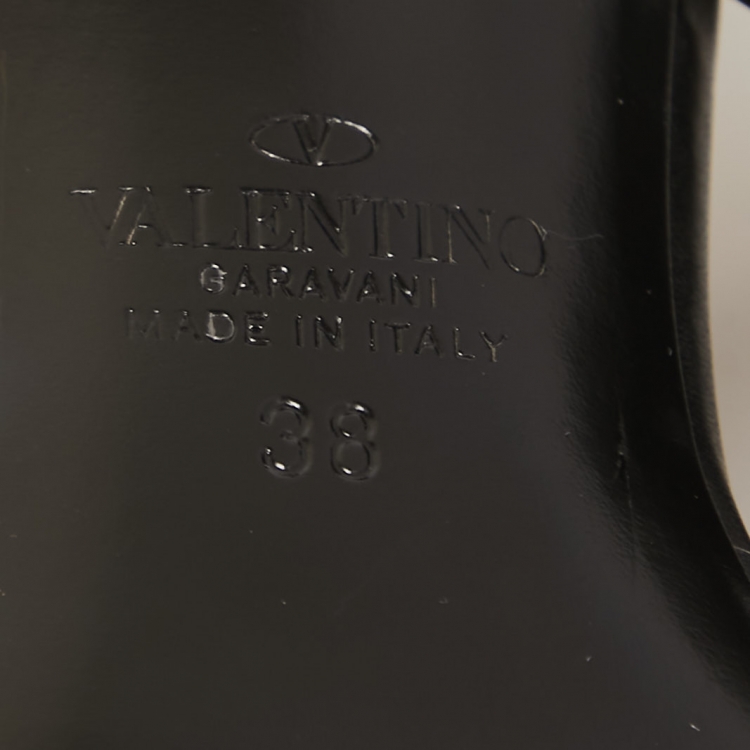 V
VALENTINO
GARAVANI
MADE IN ITALY
38